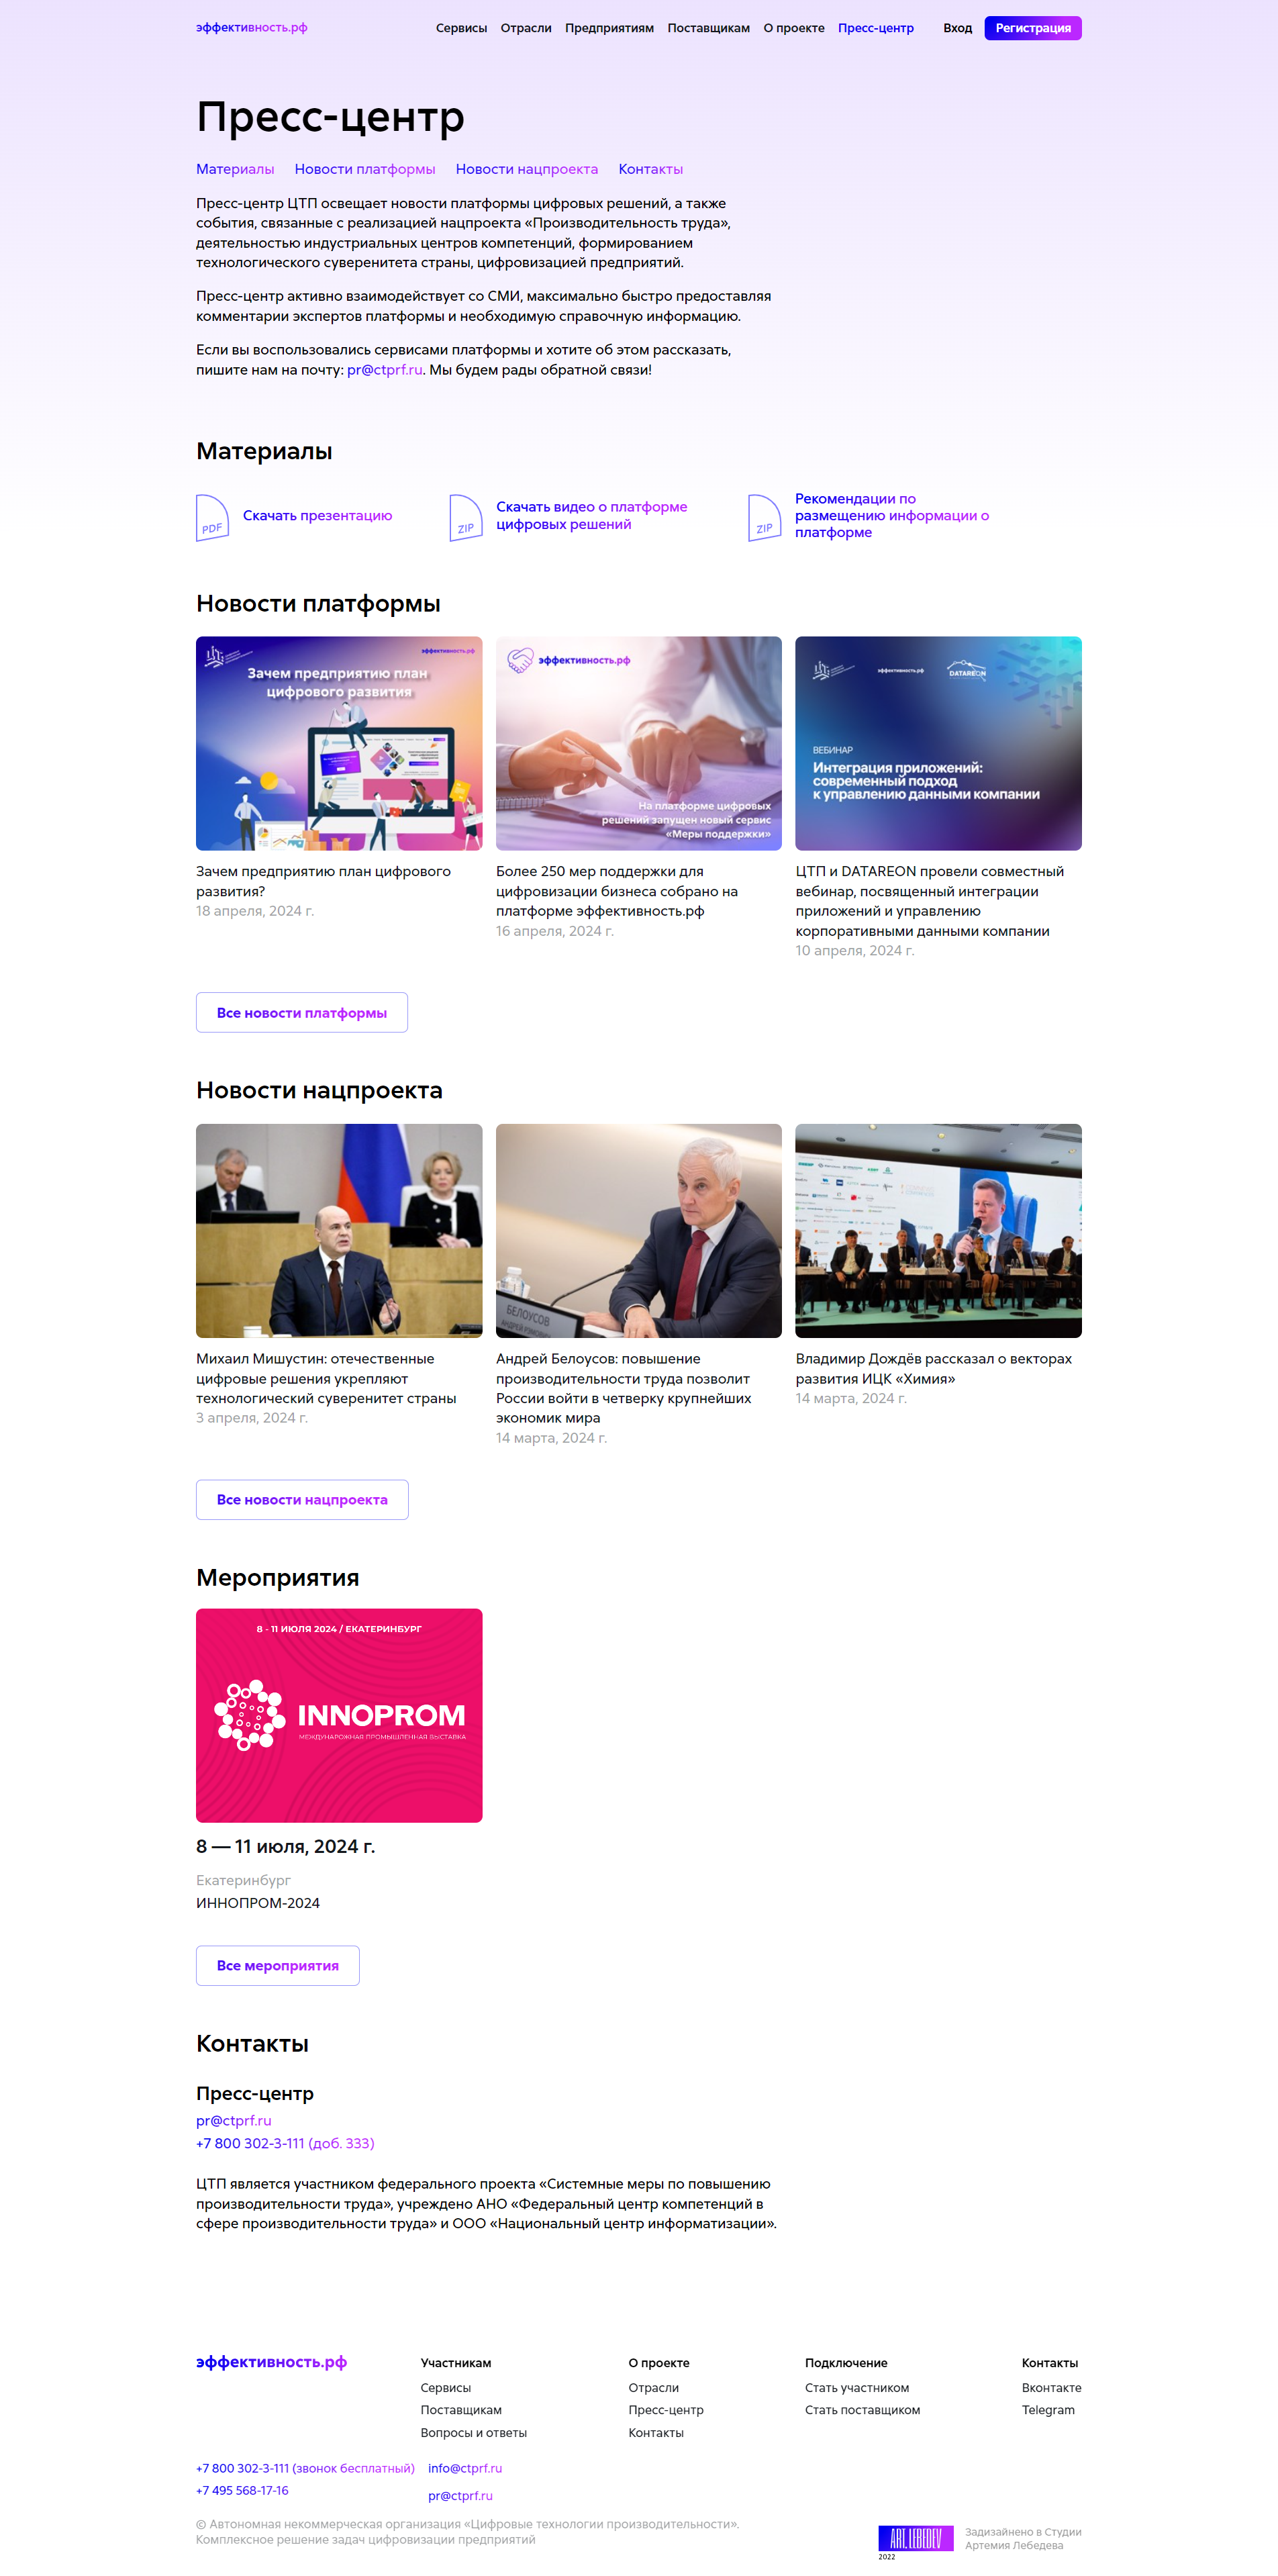 эффективность.рф
Сервисы Отрасли Предприятиям Поставщикам О проекте Пресс-центр Вход Регистрация
Пресс-центр
Материалы Новости платформы Новости нацпроекта Контакты
Пресс-центр ЦТП освещает новости платформы цифровых решений, а также
события, связанные с реализацией нацпроекта «Производительность труда»,
деятельностью индустриальных центров компетенций, формированием
технологического суверенитета страны, цифровизацией предприятий.
Пресс-центр активно взаимодействует со СМИ, максимально быстро предоставляя
комментарии экспертов платформы и необходимую справочную информацию.
Если вы воспользовались сервисами платформы и хотите об этом рассказать,
пишите нам на почту: pr@ctprf.ru. Мы будем рады обратной связи!
Материалы
PDF
Скачать презентацию
ZIP
Скачать видео о платформе
цифровых решений
ZIP
Рекомендации по
размещению информации о
платформе
Новости платформы
эффективность.рф
Зачем предприятию план
цифрового развития
эффективность.рф
На платформе цифровых
решений запущен новый сервис
«Меры поддержки»
эффективность.рф
DATAREON
ВЕБИНАР
Интеграция приложений:
современный подход
к управлению данными компании
Зачем предприятию план цифрового
развития?
18 апреля, 2024 г.
Более 250 мер поддержки для
цифровизации бизнеса собрано на
платформе эффективность.рф
16 апреля, 2024 г.
ЦТП и DATAREON провели совместный
вебинар, посвященный интеграции
приложений и управлению
корпоративными данными компании
10 апреля, 2024 г.
Все новости платформы
Новости нацпроекта
БЕЛОУСОВ
Михаил Мишустин: отечественные
цифровые решения укрепляют
технологический суверенитет страны
3 апреля, 2024 г.
Андрей Белоусов: повышение
производительности труда позволит
России войти в четверку крупнейших
экономик мира
14 марта, 2024 г.
Владимир Дождёв рассказал о векторах
развития ИЦК «Химия»
14 марта, 2024 г.
Все новости нацпроекта
Мероприятия
8 - 11 ИЮЛЯ 2024 / ЕКАТЕРИНБУРГ
INNOPROM
МЕЖДУНАРОЖНАЯ ПРОМЫШЛЕННАЯ ВЫСТАВКА
8 — 11 июля, 2024 г.
Екатеринбург
ИННОПРОМ-2024
Все мероприятия
Контакты
Пресс-центр
pr@ctprf.ru
+7 800 302-3-111 (доб. 333)
ЦТП является участником федерального проекта «Системные меры по повышению
производительности труда», учреждено АНО «Федеральный центр компетенций в
сфере производительности труда» и ООО «Национальный центр информатизации».
эффективность.рф
Участникам
Сервисы
Поставщикам
Вопросы и ответы
О проекте
Отрасли
Пресс-центр
Контакты
Подключение
Стать участником
Стать поставщиком
Контакты
Вконтакте
Telegram
+7 800 302-3-111 (звонок бесплатный)
+7 495 568-17-16
info@ctprf.ru
pr@ctprf.ru
© Автономная некоммерческая организация «Цифровые технологии производительности».
Комплексное решение задач цифровизации предприятий
ART. LEBEDEV
2022
Задизайнено в Студии
Артемия Лебедева